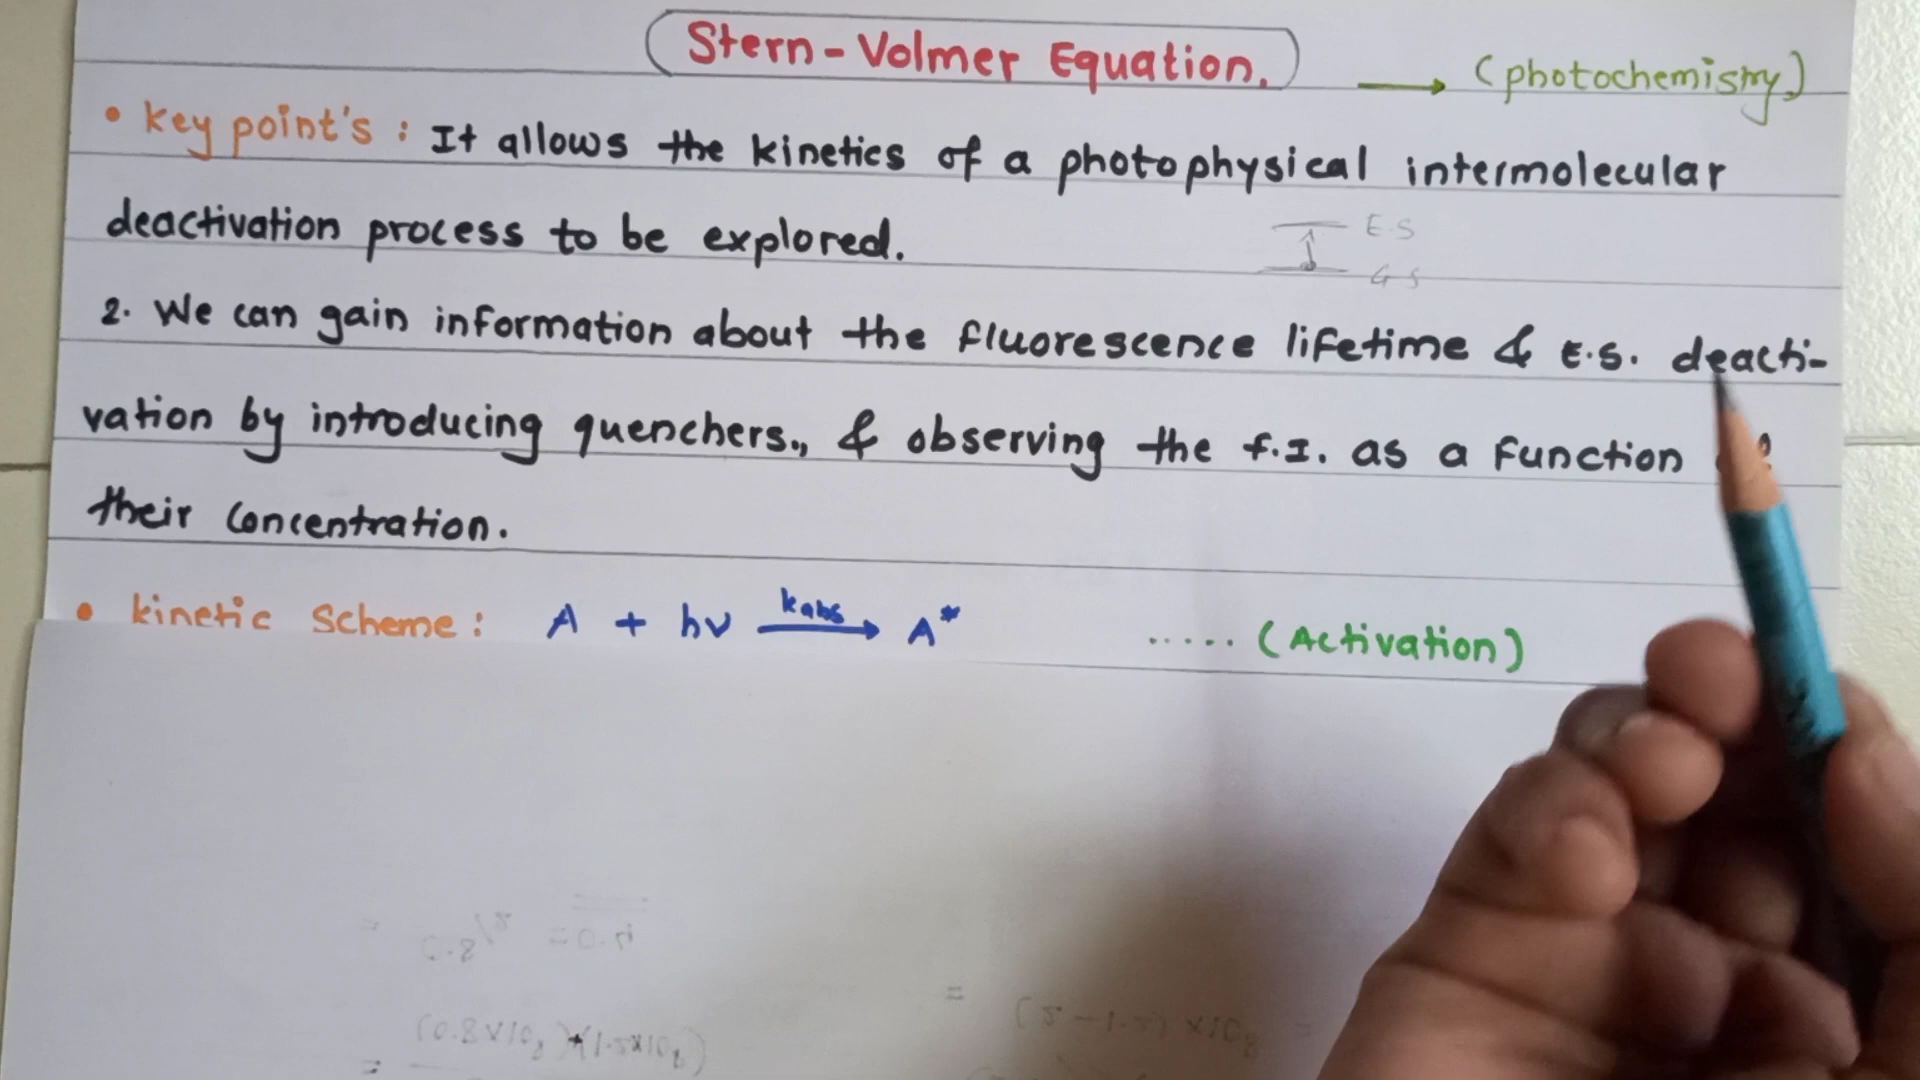 Stern-Volmer Equation. → (photochemistry)
• Key point's : It allows the kinetics of a photophysical intermolecular
deactivation process to be explored.
E.S
G S
2. We can gain information about the fluorescence lifetime & E.S. deacti-
vation by introducing quenchers., & observing the f.I. as a function
their concentration.
• kinetic Scheme : A + hν →kabs A* ..... (Activation)